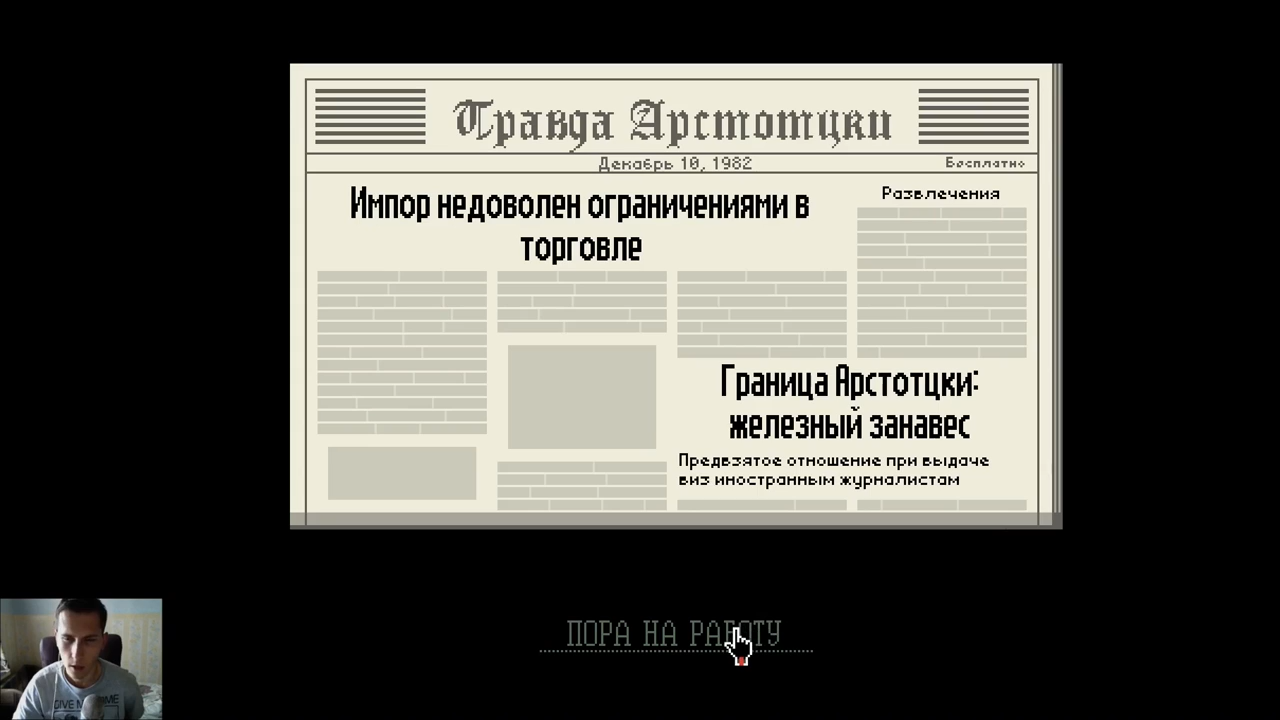 Правда Арстотцки
Декабрь 10, 1982
Бесплатно
Импор недоволен ограничениями в
торговле
Развлечения
Граница Арстотцки:
железный занавес
Предвзятое отношение при выдаче
виз иностранным журналистам
ПОРА НА РАБОТУ